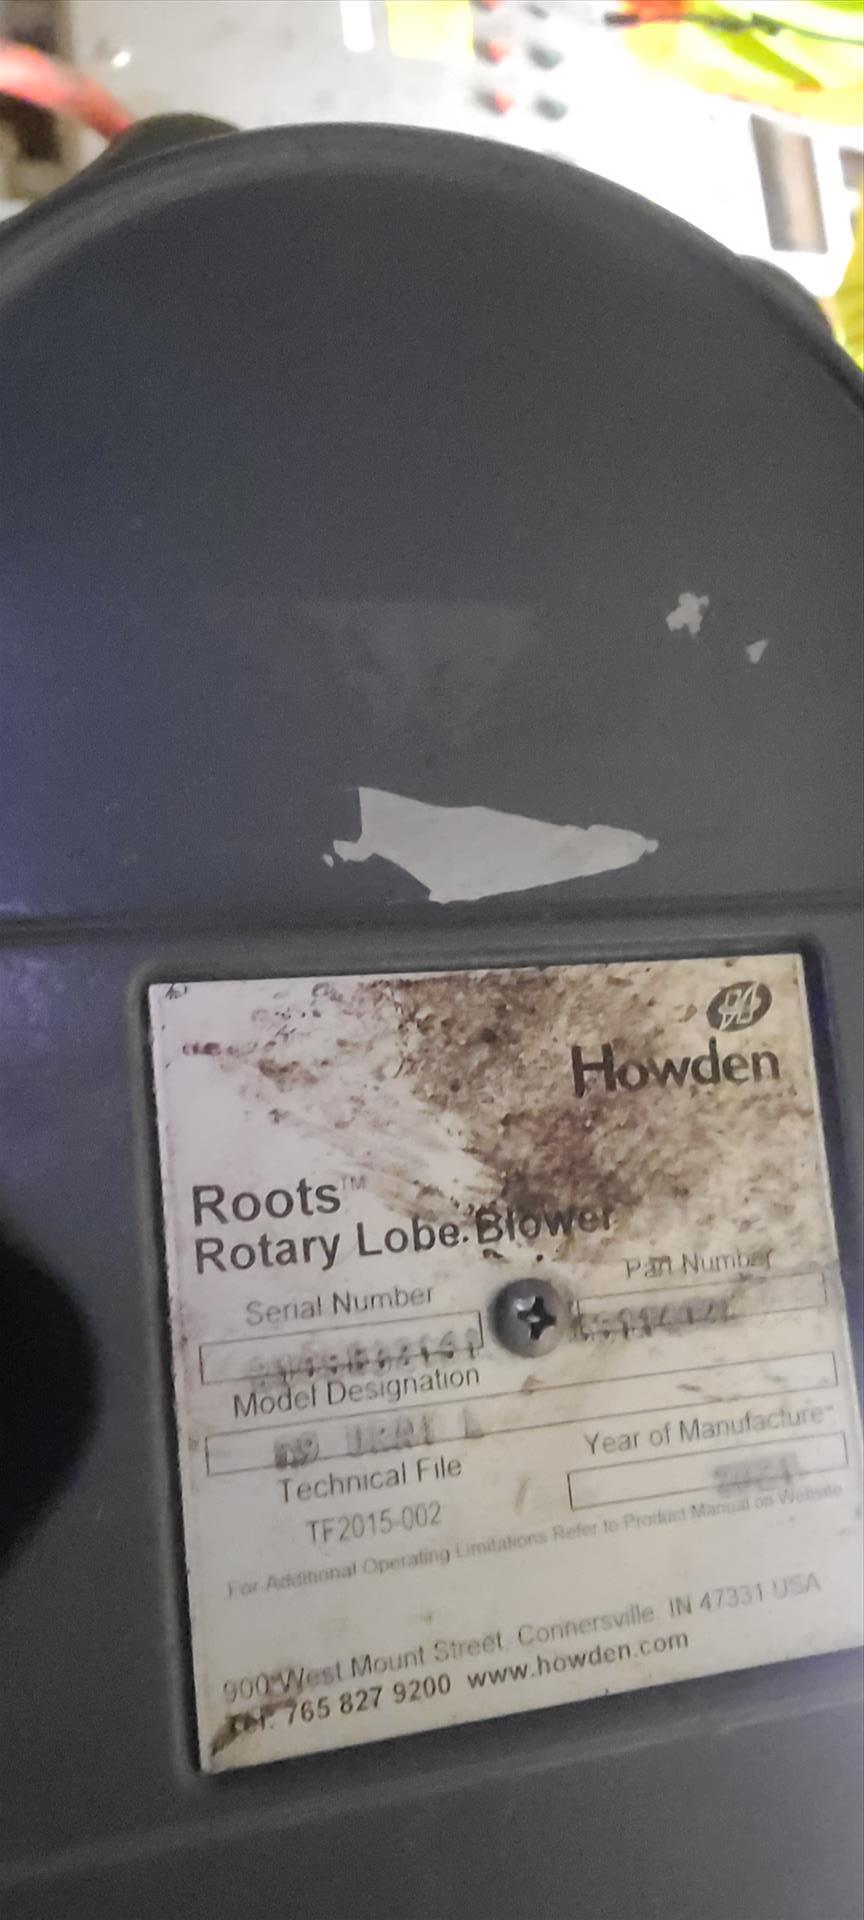 Howden
Roots™
Rotary Lobe Blower
Serial Number
Part Number
Model Designation
Technical File
Year of Manufacture
TF2015-002
For Additional Operating Limitations Refer to Product Manual on Website
900 West Mount Street, Connersville, IN 47331 USA
Tel: 765 827 9200 www.howden.com